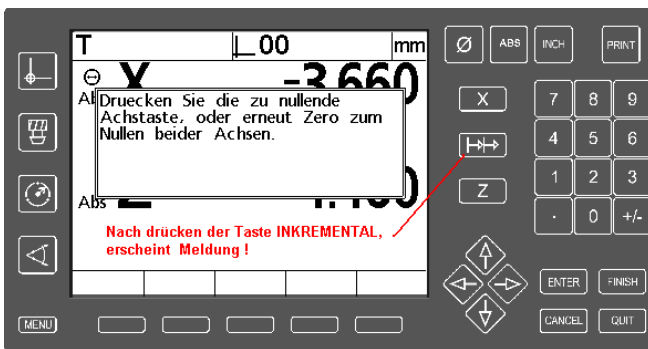 T
00
mm
X
-3.660
Abs
Druecken Sie die zu nullende
Achstaste, oder erneut Zero zum
Nullen beider Achsen.
Abs
Nach drücken der Taste INKREMENTAL,
erscheint Meldung !
MENU
Ø ABS INCH PRINT
X
Z
7 8 9
4 5 6
1 2 3
. 0 +/-
ENTER FINISH
CANCEL QUIT